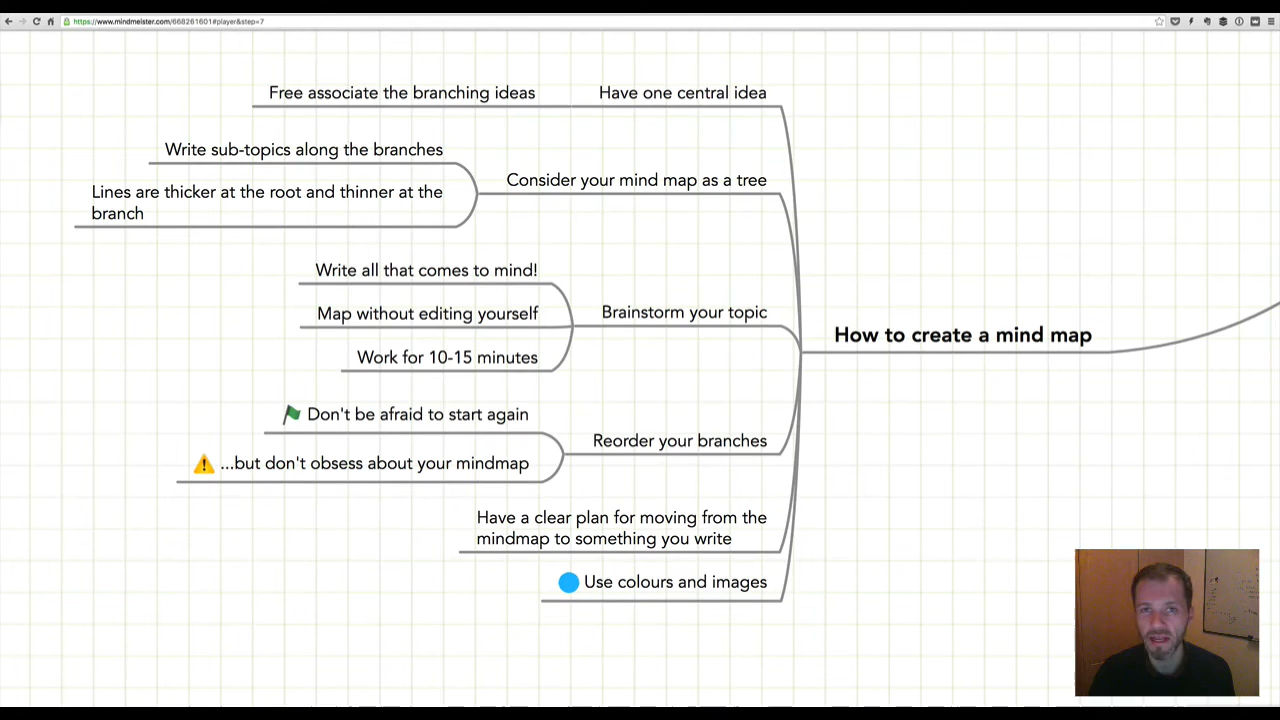 https://www.mindmeister.com/668261601#player&step=7
Free associate the branching ideas
Have one central idea
Write sub-topics along the branches
Consider your mind map as a tree
Lines are thicker at the root and thinner at the
branch
Write all that comes to mind!
Map without editing yourself
Brainstorm your topic
Work for 10-15 minutes
How to create a mind map
Don't be afraid to start again
Reorder your branches
...but don't obsess about your mindmap
Have a clear plan for moving from the
mindmap to something you write
Use colours and images